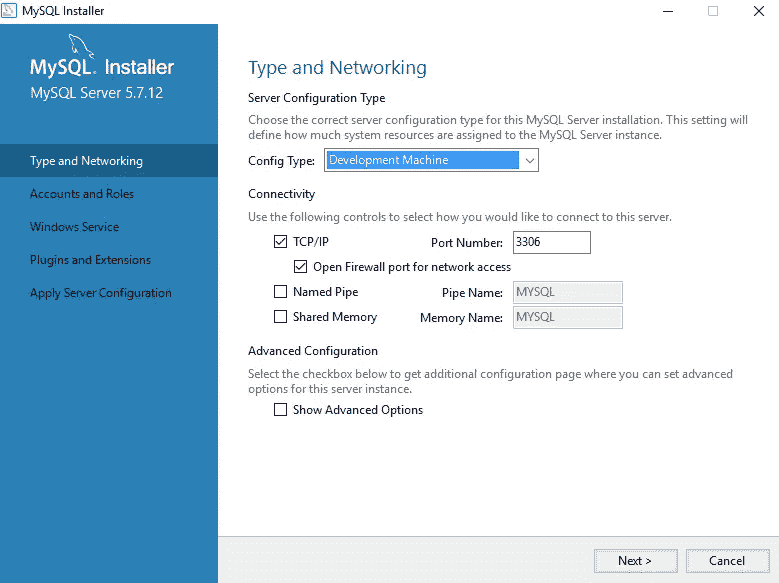 MySQL Installer
MySQL. Installer
MySQL Server 5.7.12
Type and Networking
Accounts and Roles
Windows Service
Plugins and Extensions
Apply Server Configuration
Type and Networking
Server Configuration Type
Choose the correct server configuration type for this MySQL Server installation. This setting will
define how much system resources are assigned to the MySQL Server instance.
Config Type: Development Machine
Connectivity
Use the following controls to select how you would like to connect to this server.
TCP/IP Port Number: 3306
Open Firewall port for network access
Named Pipe Pipe Name: MYSQL
Shared Memory Memory Name: MYSQL
Advanced Configuration
Select the checkbox below to get additional configuration page where you can set advanced
options for this server instance.
Show Advanced Options
Next > Cancel